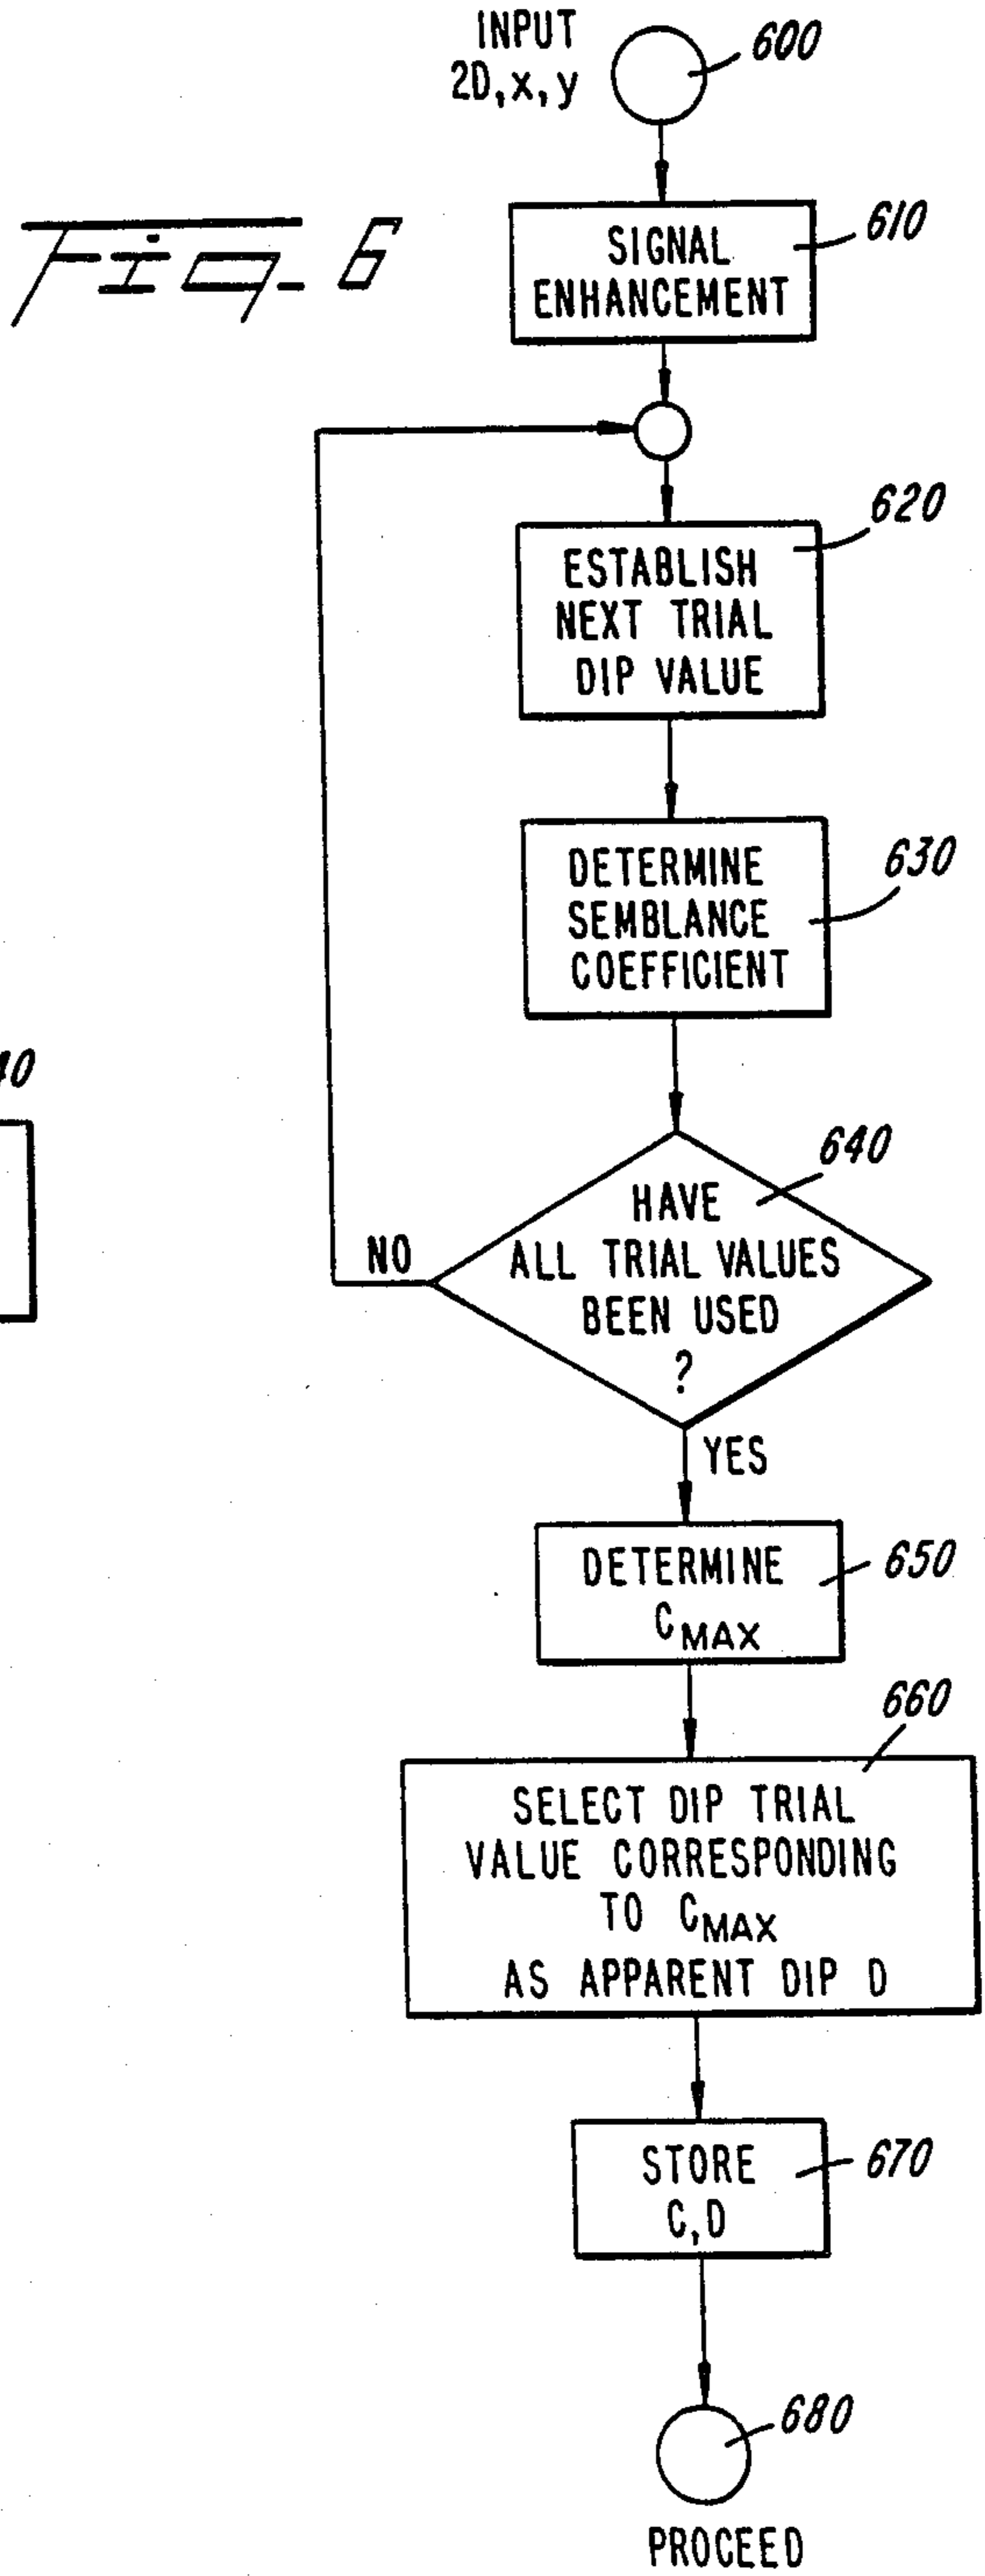 INPUT
2D, x, y
600
Fig. 6
610
SIGNAL
ENHANCEMENT
620
ESTABLISH
NEXT TRIAL
DIP VALUE
630
DETERMINE
SEMBLANCE
COEFFICIENT
40
640
HAVE
ALL TRIAL VALUES
BEEN USED
?
NO
YES
650
DETERMINE
CMAX
660
SELECT DIP TRIAL
VALUE CORRESPONDING
TO CMAX
AS APPARENT DIP D
670
STORE
C, D
680
PROCEED